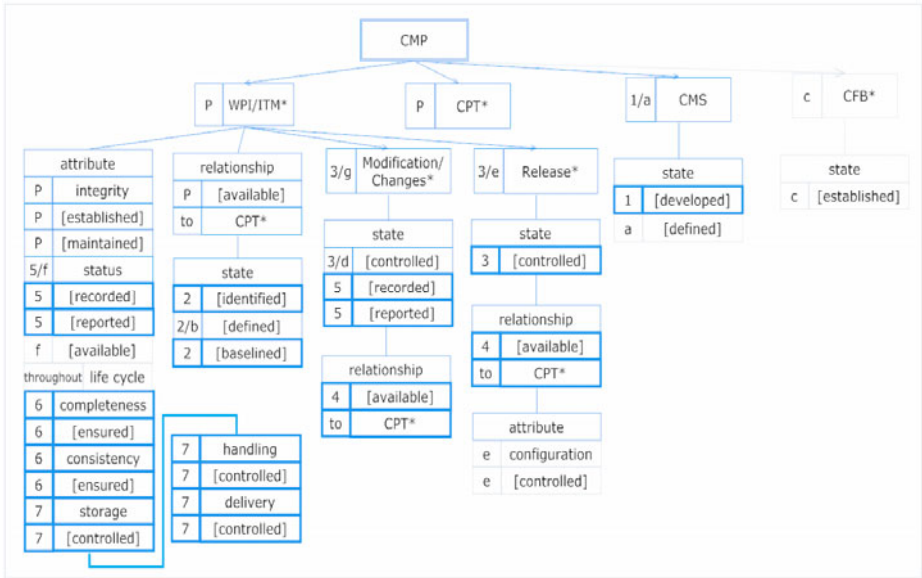 CMP
P WPI/ITM*
P CPT*
1/a CMS
c CFB*
attribute
P integrity
P [established]
P [maintained]
5/f status
5 [recorded]
5 [reported]
f [available]
throughout life cycle
6 completeness
6 [ensured]
6 consistency
6 [ensured]
7 storage
7 [controlled]
7 handling
7 [controlled]
7 delivery
7 [controlled]
relationship
P [available]
to CPT*
state
2 [identified]
2/b [defined]
2 [baselined]
3/g Modification/
Changes*
state
3/d [controlled]
5 [recorded]
5 [reported]
relationship
4 [available]
to CPT*
3/e Release*
state
3 [controlled]
relationship
4 [available]
to CPT*
attribute
e configuration
e [controlled]
state
1 [developed]
a [defined]
state
c [established]